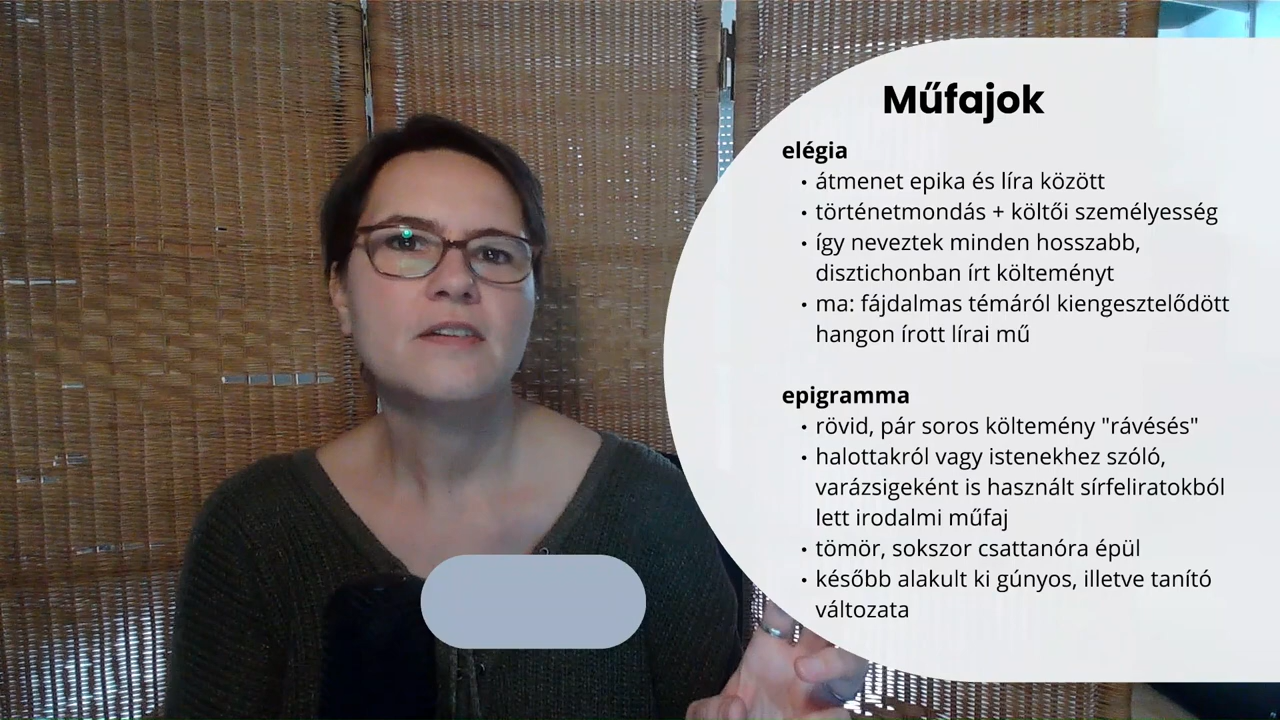 Műfajok
elégia
• átmenet epika és líra között
• történetmondás + költői személyesség
• így neveztek minden hosszabb,
disztichonban írt költeményt
• ma: fájdalmas témáról kiengesztelődött
hangon írott lírai mű
epigramma
• rövid, pár soros költemény "rávésés"
• halottakról vagy istenekhez szóló,
varázsigeként is használt sírfeliratokból
lett irodalmi műfaj
• tömör, sokszor csattanóra épül
• később alakult ki gúnyos, illetve tanító
változata